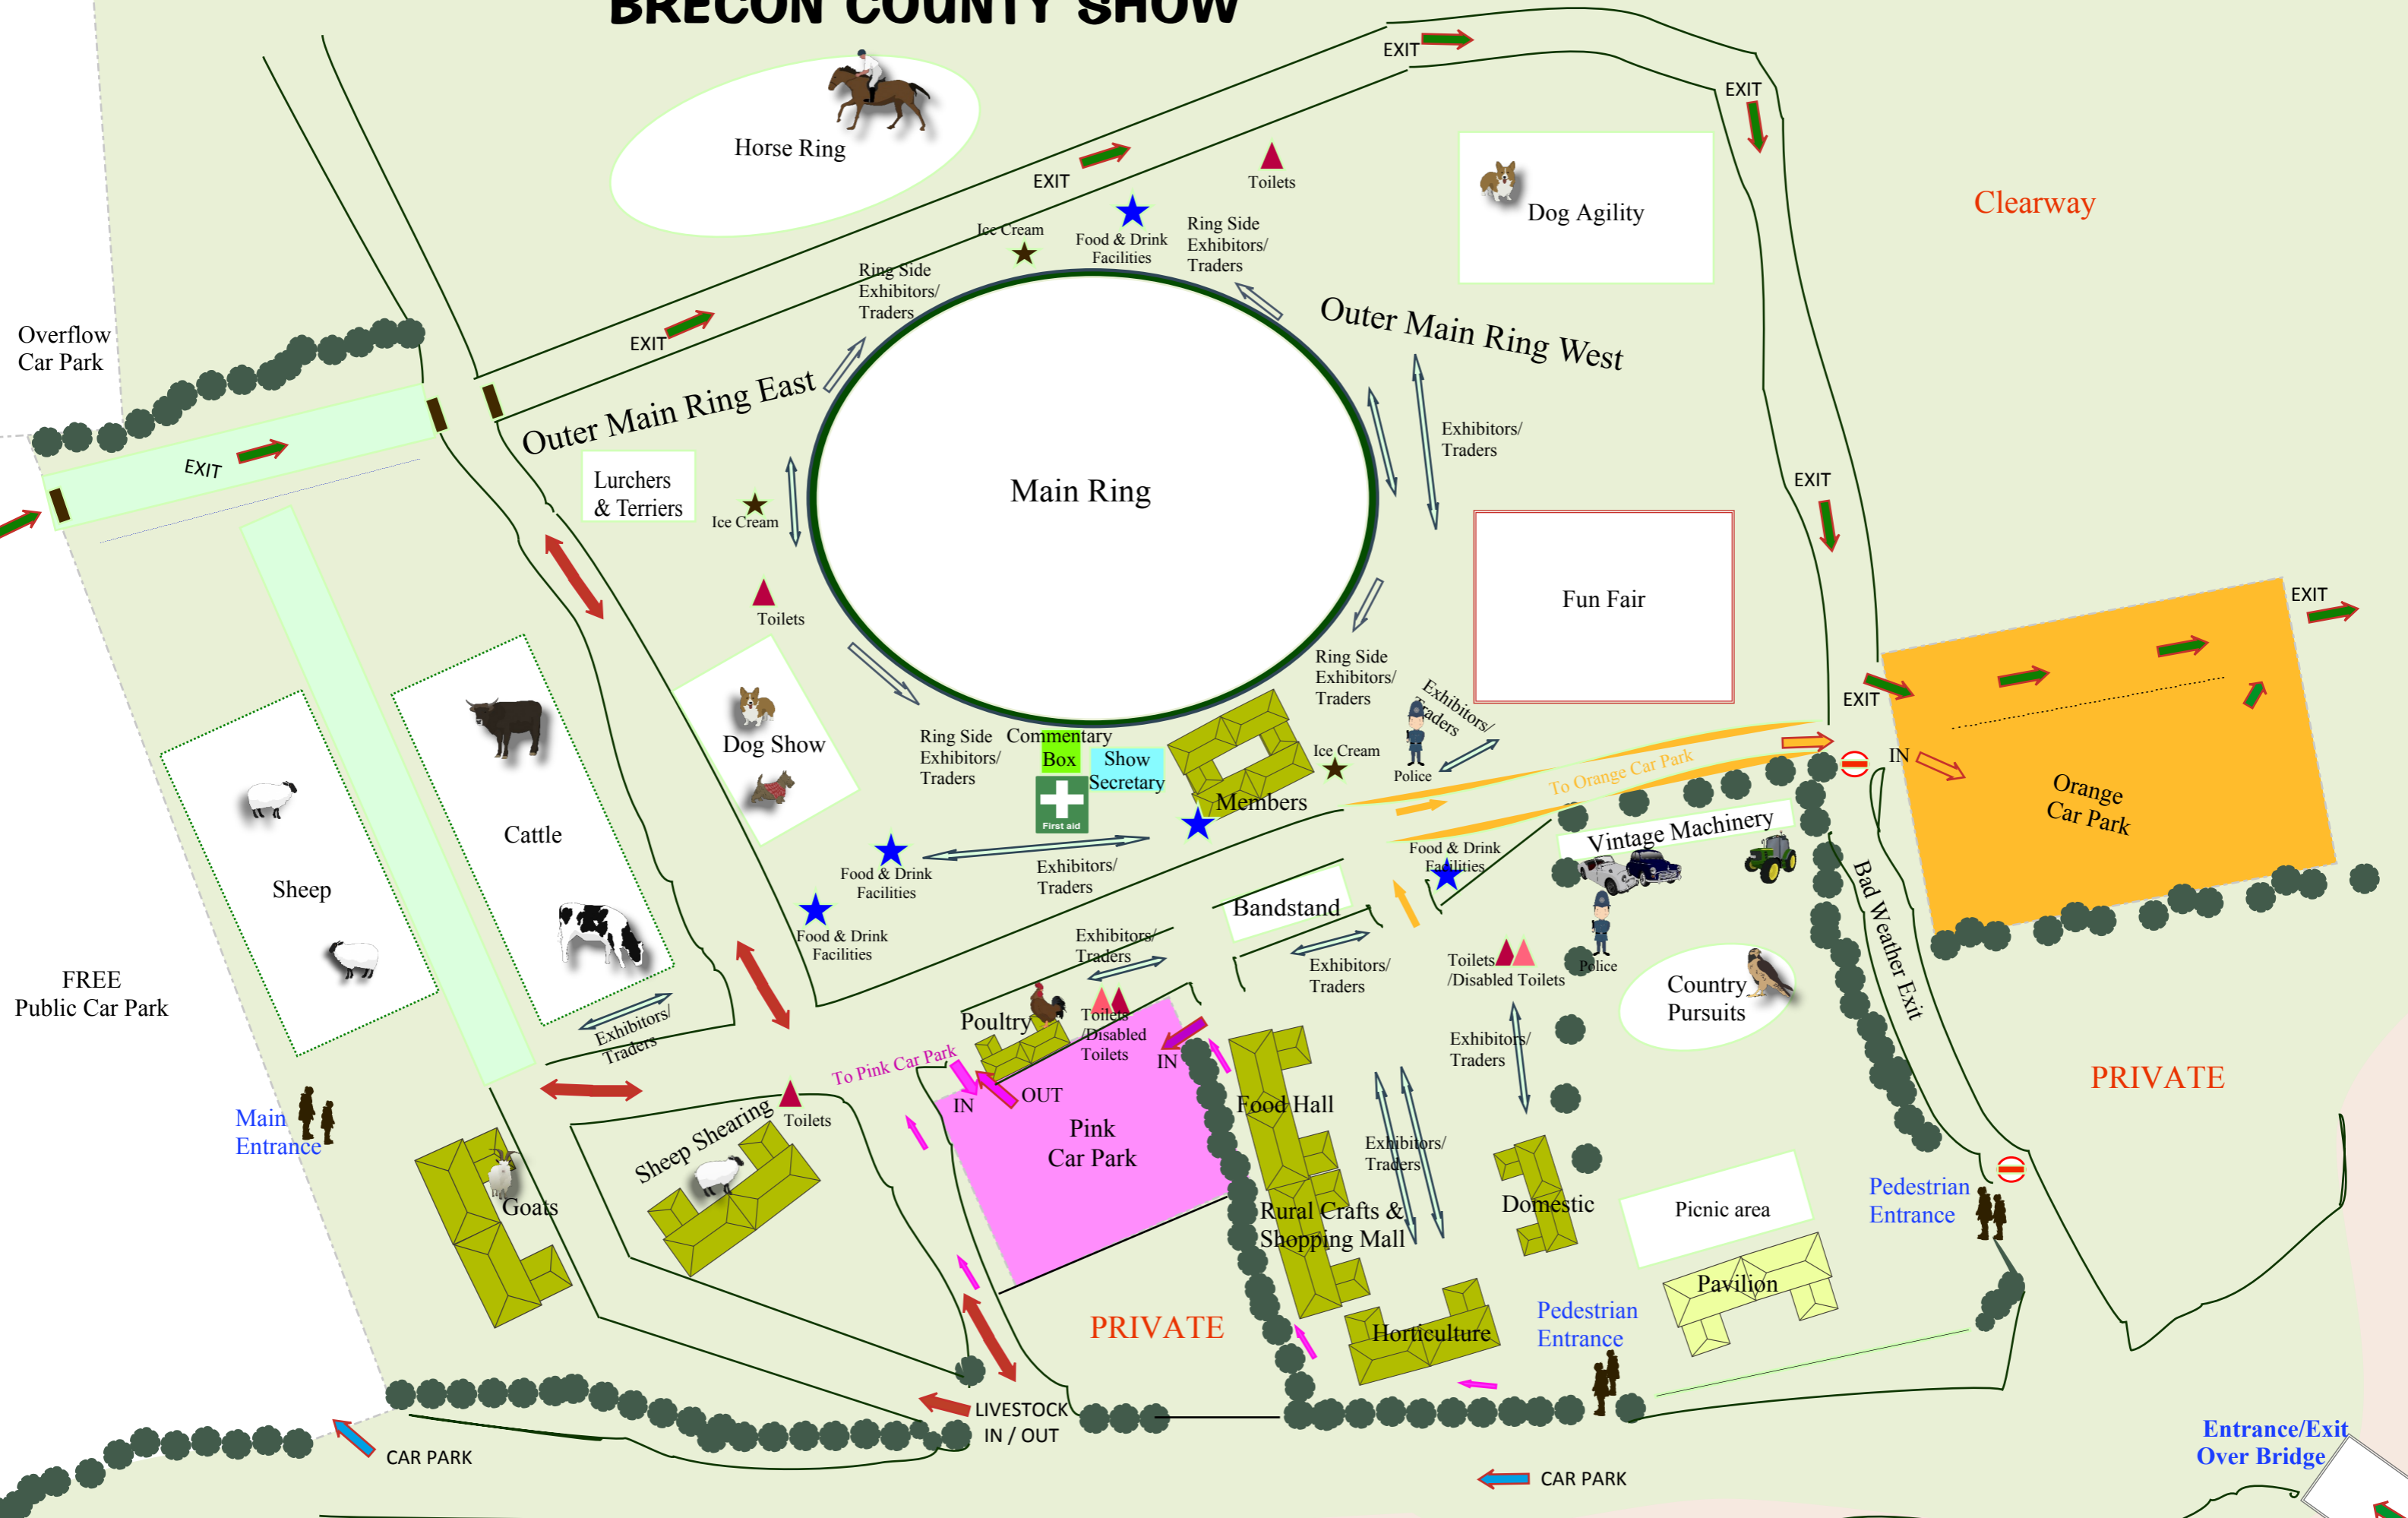 BRECON COUNTY SHOW
EXIT
EXIT
Horse Ring
EXIT
Toilets
Dog Agility
Clearway
Ice Cream
Food & Drink
Facilities
Ring Side
Exhibitors/
Traders
Ring Side
Exhibitors/
Traders
Outer Main Ring West
Overflow
Car Park
EXIT
Outer Main Ring East
Exhibitors/
Traders
EXIT
Lurchers
& Terriers
Ice Cream
Main Ring
EXIT
Toilets
Fun Fair
EXIT
Ring Side
Exhibitors/
Traders
Exhibitors/
Traders
EXIT
Dog Show
Ring Side
Exhibitors/
Traders
Commentary
Box
Show
Secretary
First aid
Members
Ice Cream
Police
To Orange Car Park
IN
Orange
Car Park
Cattle
Sheep
Food & Drink
Facilities
Exhibitors/
Traders
Food & Drink
Facilities
Vintage Machinery
Bad Weather Exit
Food & Drink
Facilities
Bandstand
Exhibitors/
Traders
Exhibitors/
Traders
Toilets
/Disabled Toilets
Police
Country
Pursuits
FREE
Public Car Park
Exhibitors/
Traders
Poultry
Toilets
/Disabled
Toilets
IN
To Pink Car Park
IN
OUT
Exhibitors/
Traders
PRIVATE
Main
Entrance
Goats
Sheep Shearing
Toilets
Pink
Car Park
Food Hall
Exhibitors/
Traders
Rural Crafts &
Shopping Mall
Domestic
Picnic area
Pedestrian
Entrance
Pavilion
PRIVATE
Horticulture
Pedestrian
Entrance
LIVESTOCK
IN / OUT
CAR PARK
CAR PARK
Entrance/Exit
Over Bridge